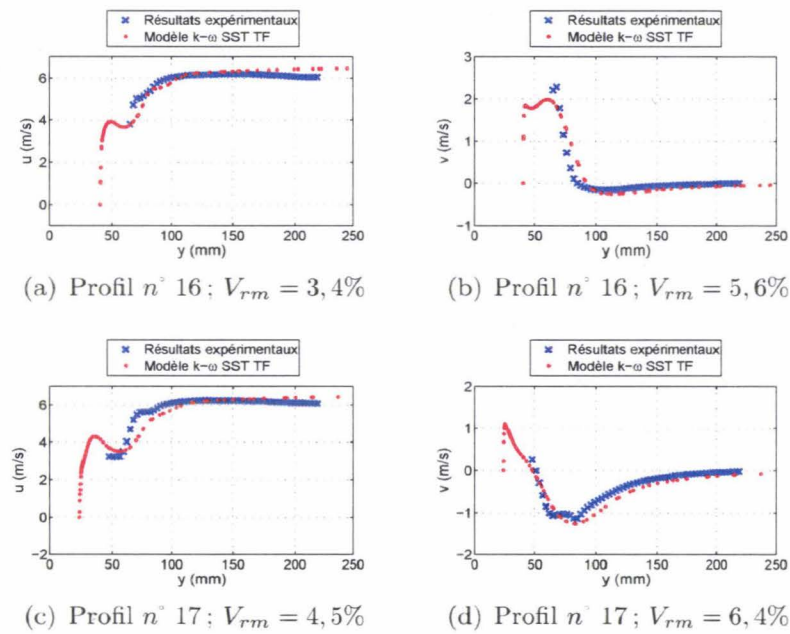 Résultats expérimentaux
Modèle k-ω SST TF
u (m/s)
6
4
2
0
0 50 100 150 200 250
y (mm)
(a) Profil n° 16 ; V_rm = 3,4%
Résultats expérimentaux
Modèle k-ω SST TF
v (m/s)
3
2
1
0
-1
0 50 100 150 200 250
y (mm)
(b) Profil n° 16 ; V_rm = 5,6%
Résultats expérimentaux
Modèle k-ω SST TF
u (m/s)
8
6
4
2
0
-2
0 50 100 150 200 250
y (mm)
(c) Profil n° 17 ; V_rm = 4,5%
Résultats expérimentaux
Modèle k-ω SST TF
v (m/s)
2
1
0
-1
-2
0 50 100 150 200 250
y (mm)
(d) Profil n° 17 ; V_rm = 6,4%